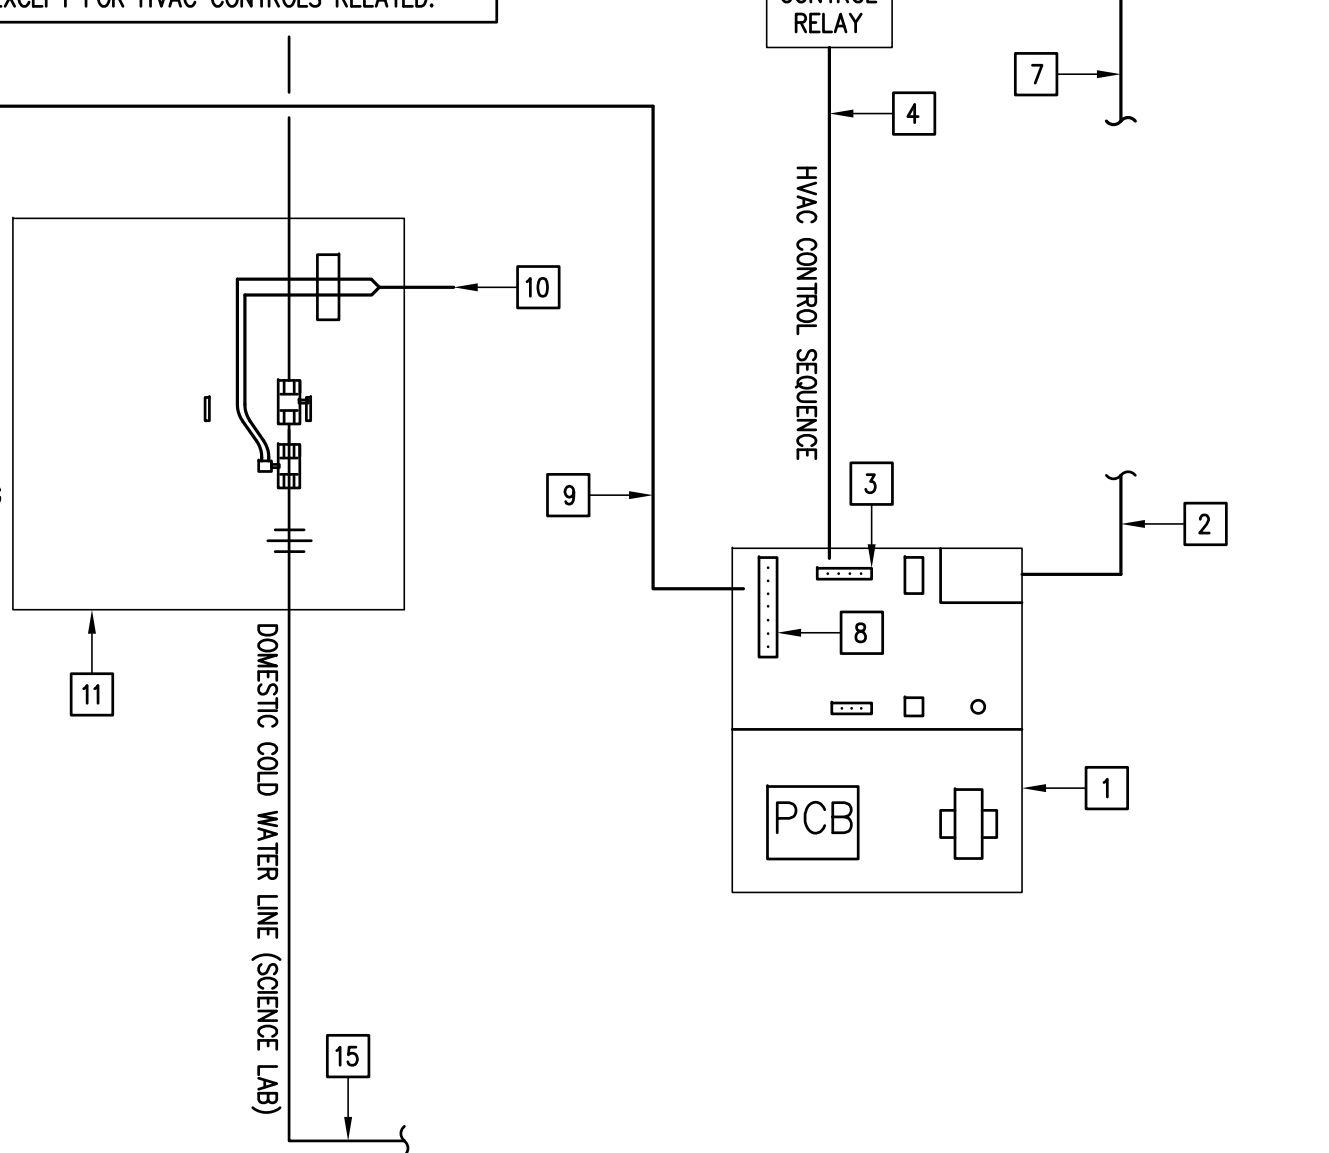 EXCEPT FOR HVAC CONTROLS RELATED.
CONTROL
RELAY
7
4
HVAC CONTROL SEQUENCE
10
3
9
2
8
11
DOMESTIC COLD WATER LINE (SCIENCE LAB)
1
PCB
15